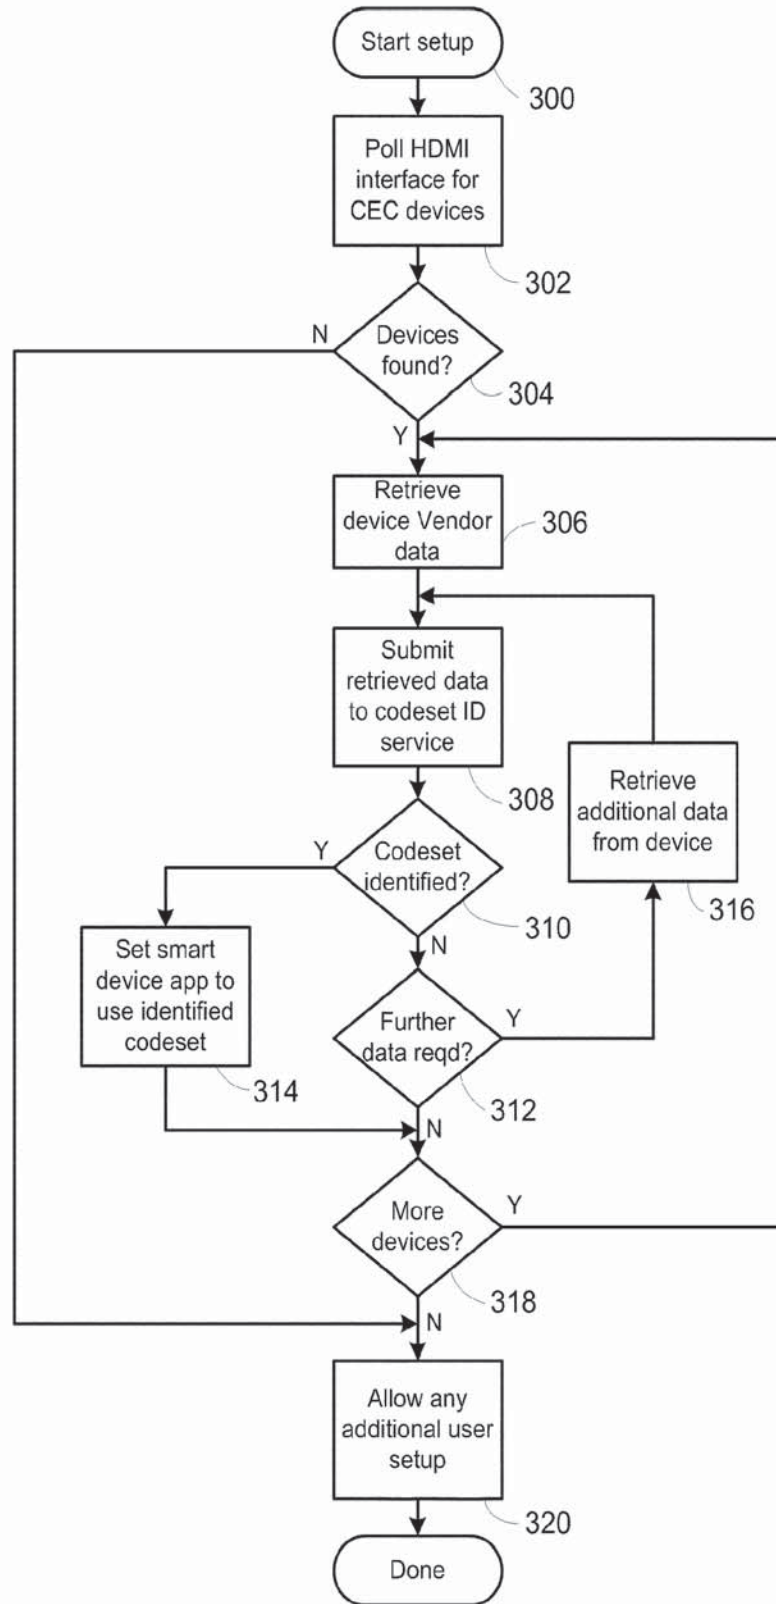 Start setup
300
Poll HDMI
interface for
CEC devices
302
N
Devices
found?
304
Y
Retrieve
device Vendor
data
306
Submit
retrieved data
to codeset ID
service
308
Retrieve
additional data
from device
316
Y
Codeset
identified?
310
N
Set smart
device app to
use identified
codeset
314
Further
data reqd?
Y
312
N
More
devices?
Y
318
N
Allow any
additional user
setup
320
Done